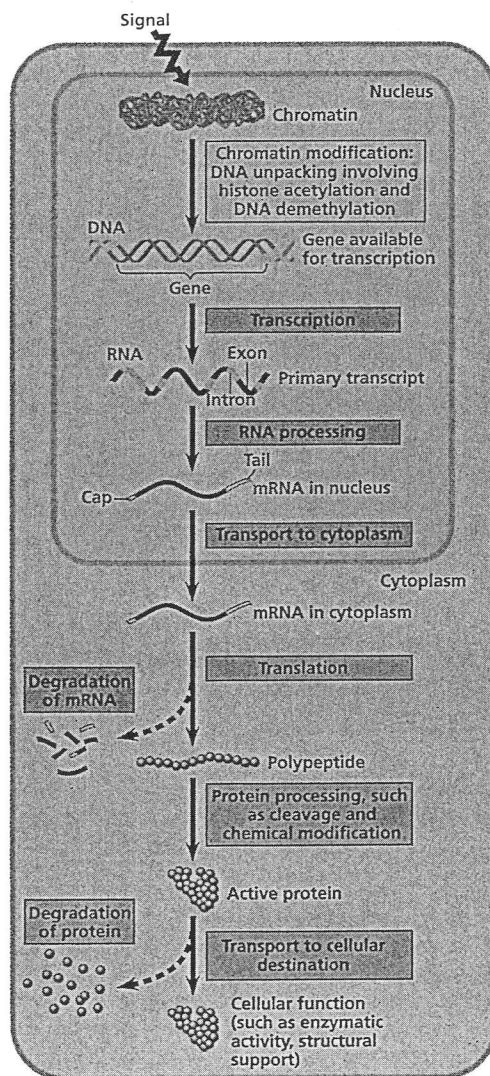 Signal
Nucleus
Chromatin
Chromatin modification:
DNA unpacking involving
histone acetylation and
DNA demethylation
DNA
Gene available
for transcription
Gene
Transcription
RNA
Exon
Primary transcript
Intron
RNA processing
Tail
Cap
mRNA in nucleus
Transport to cytoplasm
Cytoplasm
mRNA in cytoplasm
Translation
Degradation
of mRNA
Polypeptide
Protein processing, such
as cleavage and
chemical modification
Active protein
Degradation
of protein
Transport to cellular
destination
Cellular function
(such as enzymatic
activity, structural
support)